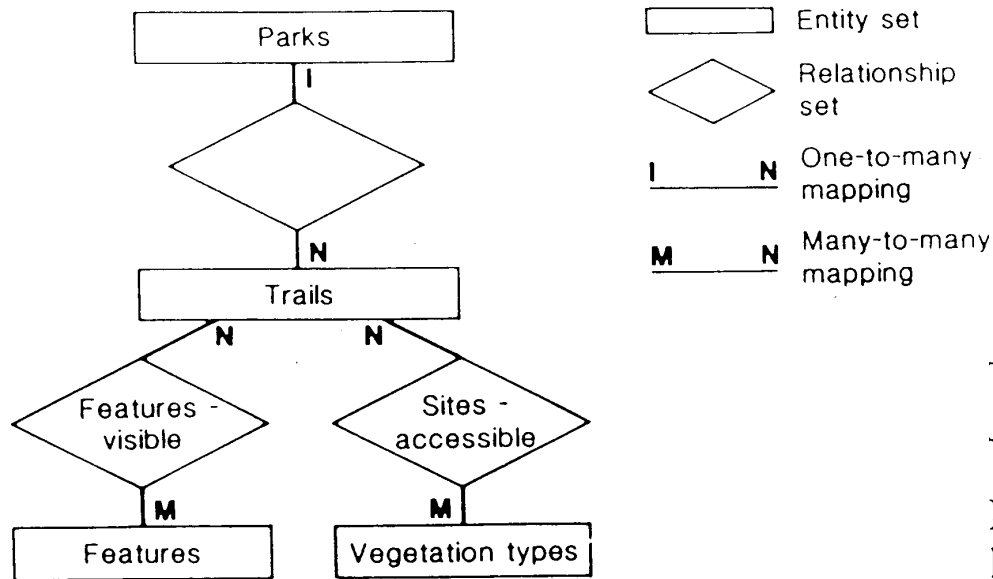 Parks
I
N
Trails
N
N
Features -
visible
Sites -
accessible
M
M
Features
Vegetation types
Entity set
Relationship
set
I N One-to-many
mapping
M N Many-to-many
mapping